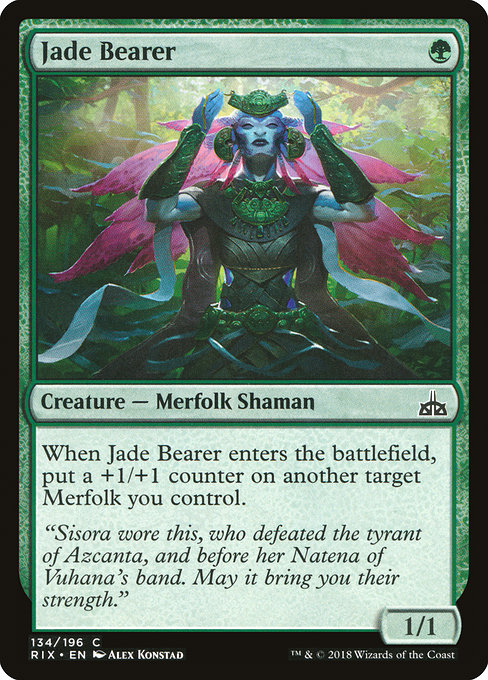 Jade Bearer
Creature — Merfolk Shaman
When Jade Bearer enters the battlefield,
put a +1/+1 counter on another target
Merfolk you control.
“Sisora wore this, who defeated the tyrant
of Azcanta, and before her Natena of
Vuhana’s band. May it bring you their
strength.”
1/1
134/196 C
RIX • EN Alex Konstad
™ & © 2018 Wizards of the Coast